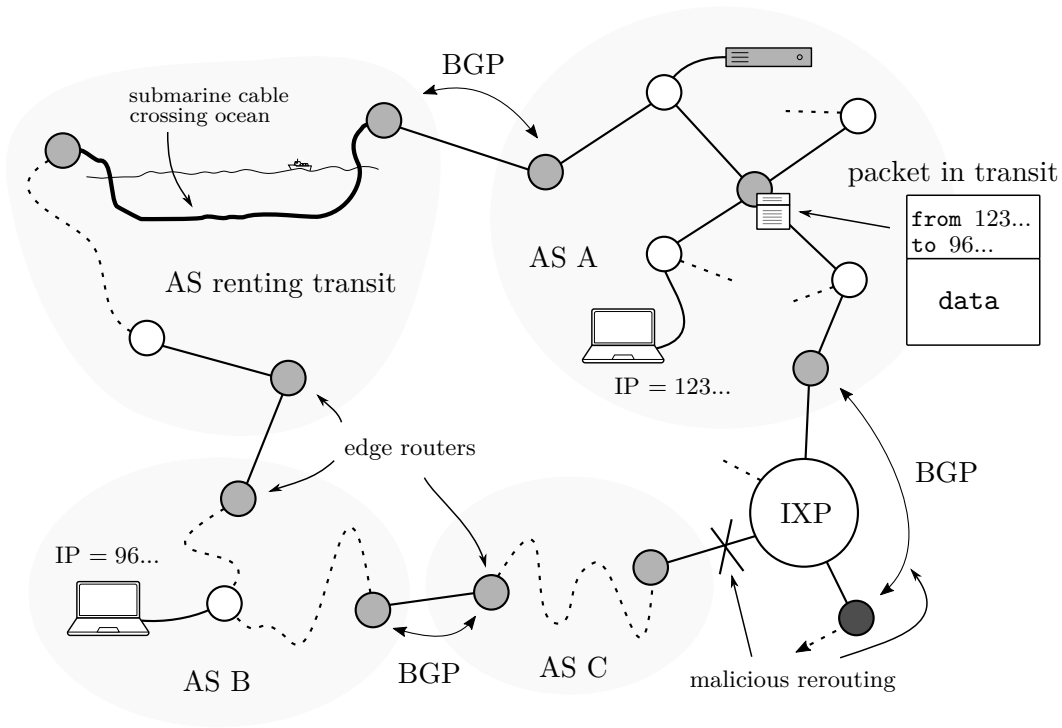 BGP
submarine cable
crossing ocean
packet in transit
from 123...
to 96...
AS A
AS renting transit
data
IP = 123...
edge routers
BGP
IXP
IP = 96...
BGP
AS C
AS B
malicious rerouting